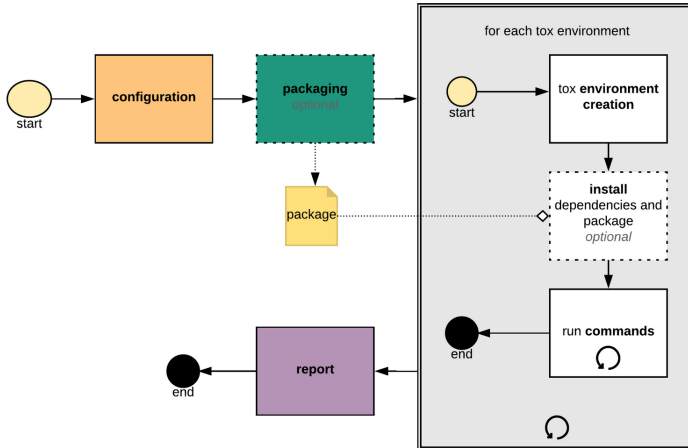 for each tox environment
start
configuration
packaging
optional
start
tox environment
creation
package
install
dependencies and
package
optional
run commands
end
report
end